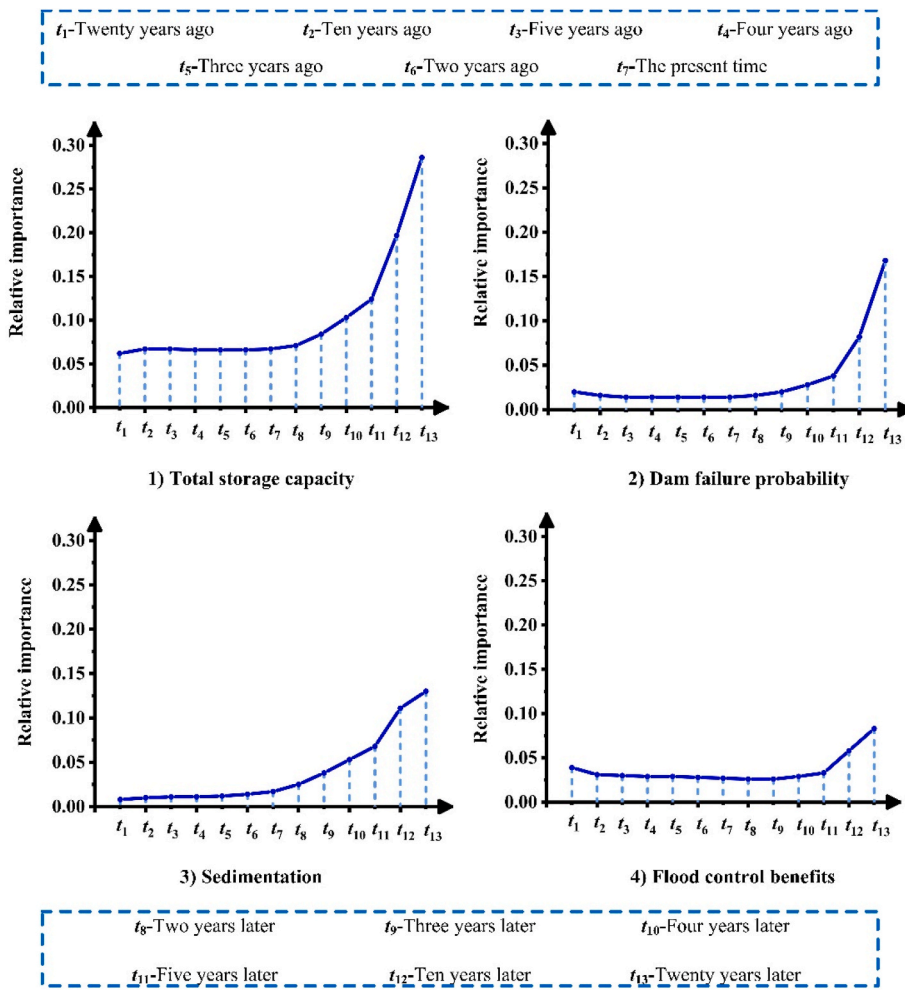 t₁-Twenty years ago t₂-Ten years ago t₃-Five years ago t₄-Four years ago
t₅-Three years ago t₆-Two years ago t₇-The present time
Relative importance
0.30
0.25
0.20
0.15
0.10
0.05
0.00
t₁ t₂ t₃ t₄ t₅ t₆ t₇ t₈ t₉ t₁₀ t₁₁ t₁₂ t₁₃
1) Total storage capacity
Relative importance
0.30
0.25
0.20
0.15
0.10
0.05
0.00
t₁ t₂ t₃ t₄ t₅ t₆ t₇ t₈ t₉ t₁₀ t₁₁ t₁₂ t₁₃
2) Dam failure probability
Relative importance
0.30
0.25
0.20
0.15
0.10
0.05
0.00
t₁ t₂ t₃ t₄ t₅ t₆ t₇ t₈ t₉ t₁₀ t₁₁ t₁₂ t₁₃
3) Sedimentation
Relative importance
0.30
0.25
0.20
0.15
0.10
0.05
0.00
t₁ t₂ t₃ t₄ t₅ t₆ t₇ t₈ t₉ t₁₀ t₁₁ t₁₂ t₁₃
4) Flood control benefits
t₈-Two years later t₉-Three years later t₁₀-Four years later
t₁₁-Five years later t₁₂-Ten years later t₁₃-Twenty years later